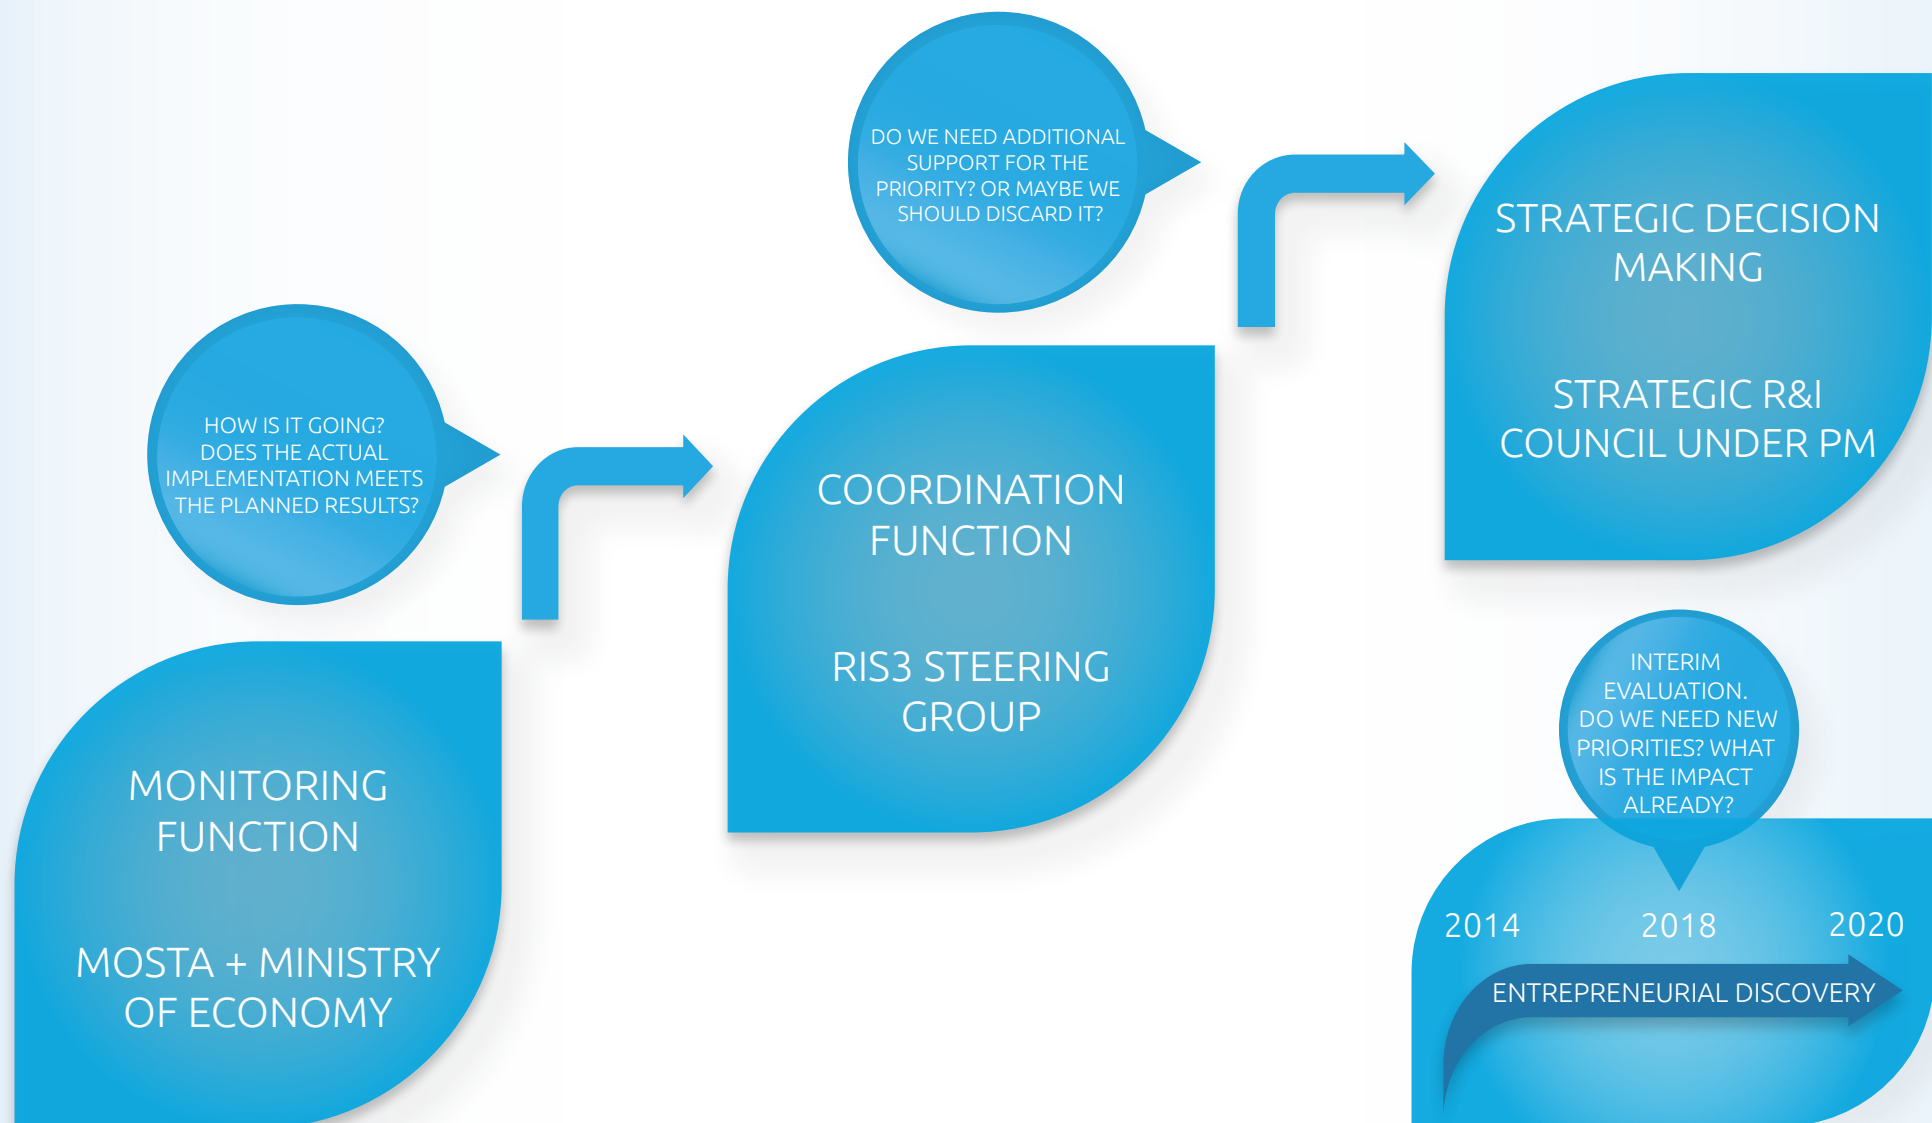 HOW IS IT GOING?
DOES THE ACTUAL
IMPLEMENTATION MEETS
THE PLANNED RESULTS?
MONITORING
FUNCTION
MOSTA + MINISTRY
OF ECONOMY
DO WE NEED ADDITIONAL
SUPPORT FOR THE
PRIORITY? OR MAYBE WE
SHOULD DISCARD IT?
COORDINATION
FUNCTION
RIS3 STEERING
GROUP
STRATEGIC DECISION
MAKING
STRATEGIC R&I
COUNCIL UNDER PM
INTERIM
EVALUATION.
DO WE NEED NEW
PRIORITIES? WHAT
IS THE IMPACT
ALREADY?
2014 2018 2020
ENTREPRENEURIAL DISCOVERY